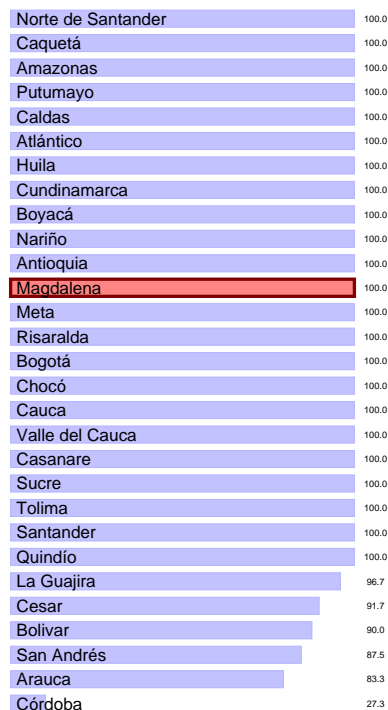 Norte de Santander 100.0
Caquetá 100.0
Amazonas 100.0
Putumayo 100.0
Caldas 100.0
Atlántico 100.0
Huila 100.0
Cundinamarca 100.0
Boyacá 100.0
Nariño 100.0
Antioquia 100.0
Magdalena 100.0
Meta 100.0
Risaralda 100.0
Bogotá 100.0
Chocó 100.0
Cauca 100.0
Valle del Cauca 100.0
Casanare 100.0
Sucre 100.0
Tolima 100.0
Santander 100.0
Quindío 100.0
La Guajira 96.7
Cesar 91.7
Bolivar 90.0
San Andrés 87.5
Arauca 83.3
Córdoba 27.3